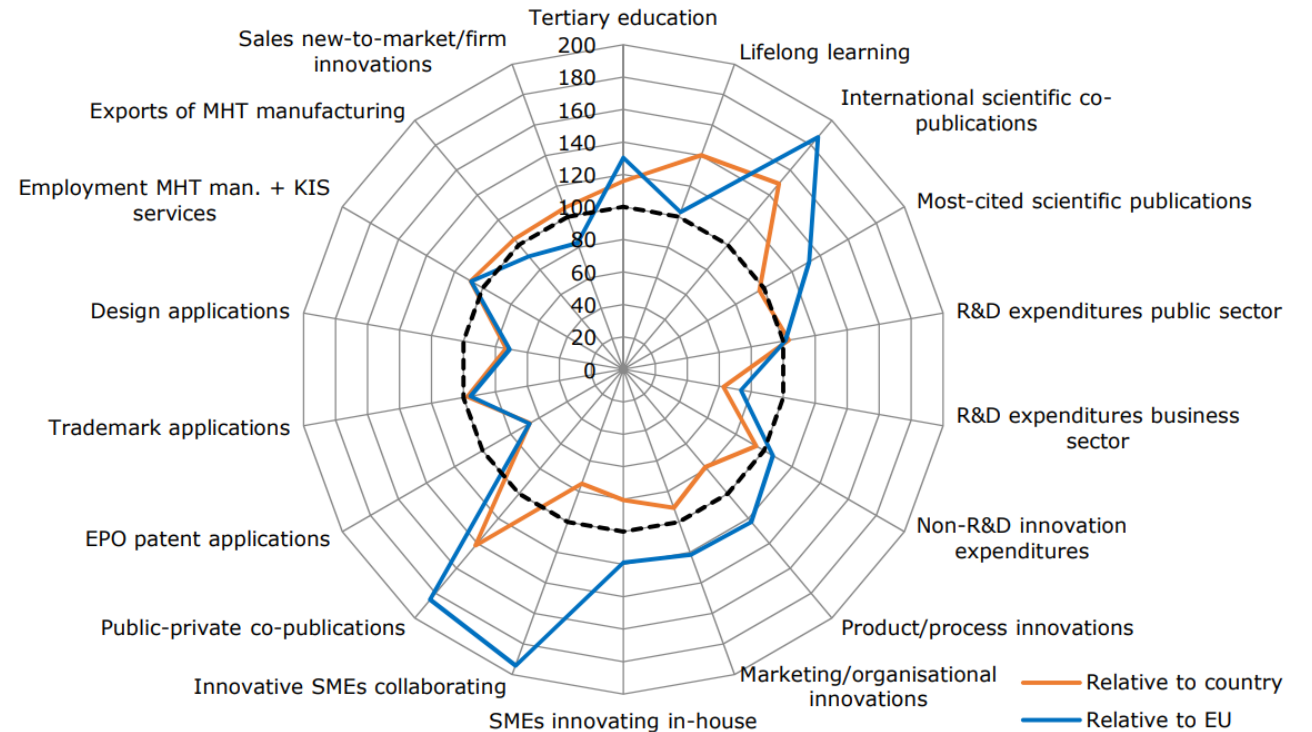 Tertiary education
Sales new-to-market/firm
innovations
Lifelong learning
Exports of MHT manufacturing
International scientific co-
publications
Employment MHT man. + KIS
services
Most-cited scientific publications
Design applications
R&D expenditures public sector
Trademark applications
R&D expenditures business
sector
EPO patent applications
Non-R&D innovation
expenditures
Public-private co-publications
Product/process innovations
Innovative SMEs collaborating
Marketing/organisational
innovations
SMEs innovating in-house
200
180
160
140
120
100
80
60
40
20
0
Relative to country
Relative to EU